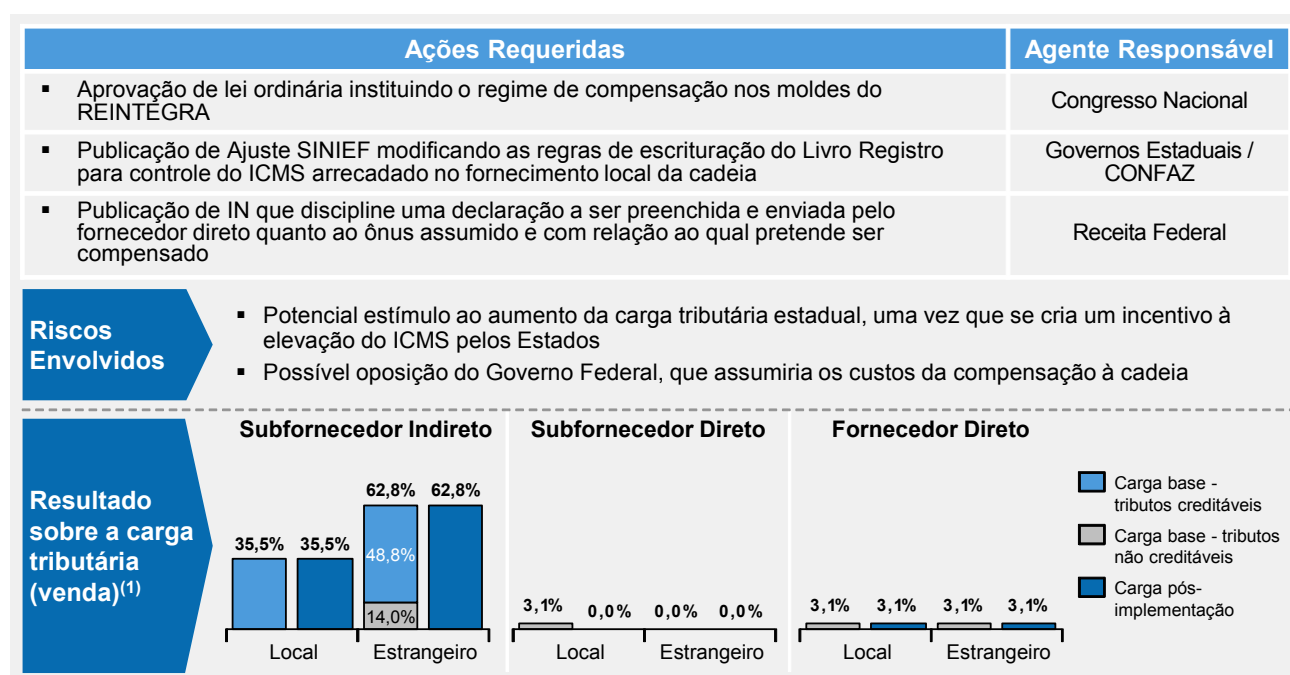 Ações Requeridas
Agente Responsável
▪ Aprovação de lei ordinária instituindo o regime de compensação nos moldes do
REINTEGRA
Congresso Nacional
▪ Publicação de Ajuste SINIEF modificando as regras de escrituração do Livro Registro
para controle do ICMS arrecadado no fornecimento local da cadeia
Governos Estaduais /
CONFAZ
▪ Publicação de IN que discipline uma declaração a ser preenchida e enviada pelo
fornecedor direto quanto ao ônus assumido e com relação ao qual pretende ser
compensado
Receita Federal
Riscos
Envolvidos
▪ Potencial estímulo ao aumento da carga tributária estadual, uma vez que se cria um incentivo à
elevação do ICMS pelos Estados
▪ Possível oposição do Governo Federal, que assumiria os custos da compensação à cadeia
Resultado
sobre a carga
tributária
(venda)(1)
Subfornecedor Indireto
62,8% 62,8%
35,5% 35,5%
48,8%
14,0%
Local Estrangeiro
Subfornecedor Direto
3,1% 0,0% 0,0% 0,0%
Local Estrangeiro
Fornecedor Direto
3,1% 3,1% 3,1% 3,1%
Local Estrangeiro
Carga base -
tributos creditáveis
Carga base - tributos
não creditáveis
Carga pós-
implementação